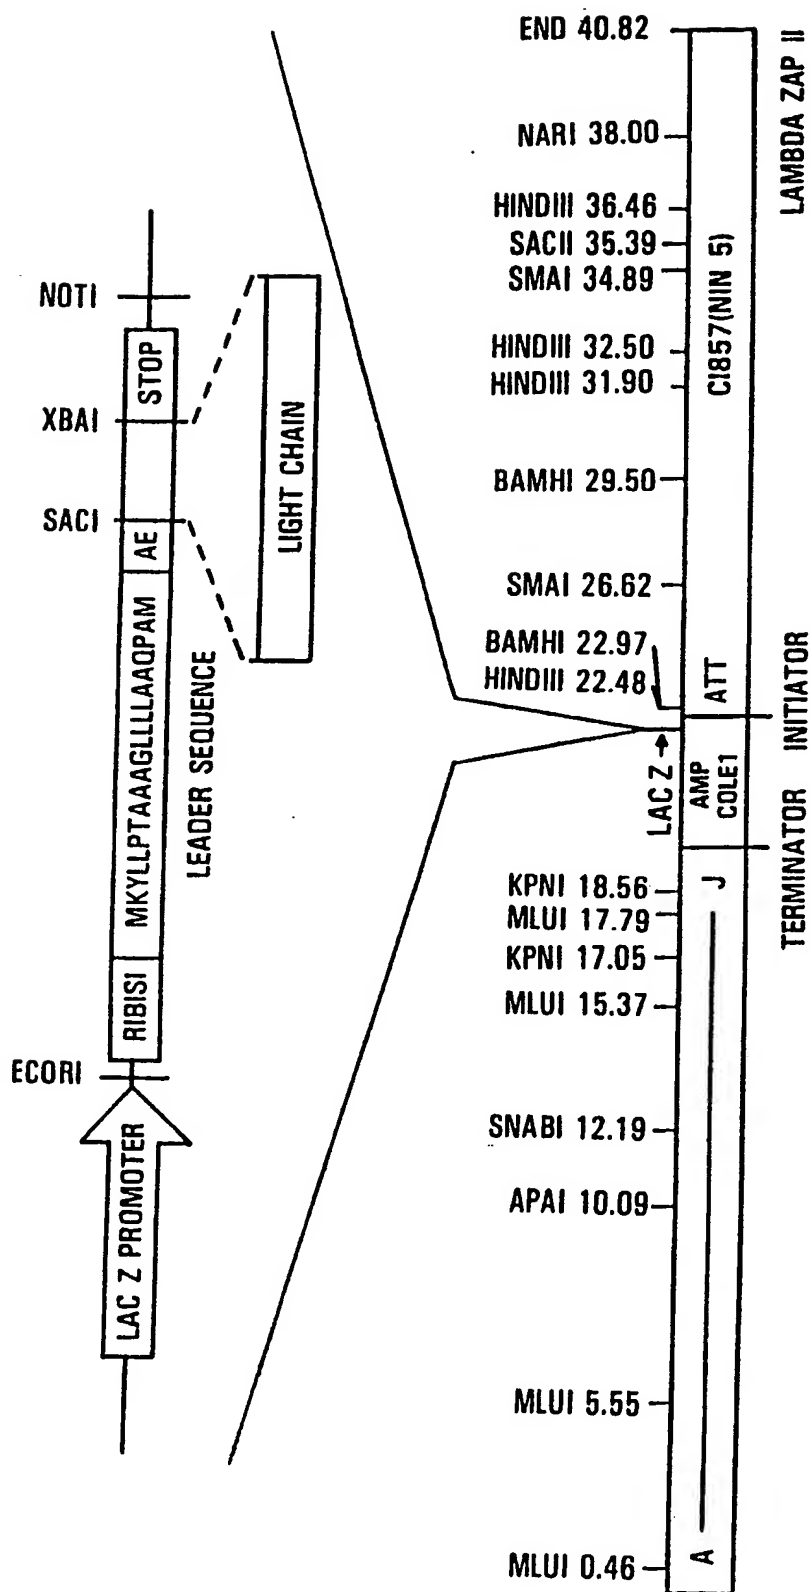 NOTI
XBAI
SACI
ECORI
STOP
AE
MKYLLPTAAAGLLLLAAQPAM
RIBISI
LAC Z PROMOTER
LEADER SEQUENCE
LIGHT CHAIN
END 40.82
NARI 38.00
HINDIII 36.46
SACII 35.39
SMAI 34.89
HINDIII 32.50
HINDIII 31.90
BAMHI 29.50
SMAI 26.62
BAMHI 22.97
HINDIII 22.48
LAC Z
KPNI 18.56
MLUI 17.79
KPNI 17.05
MLUI 15.37
SNABI 12.19
APAI 10.09
MLUI 5.55
MLUI 0.46
CI857(NIN 5)
ATT
AMP
COLE1
J
A
LAMBDA ZAP II
INITIATOR
TERMINATOR